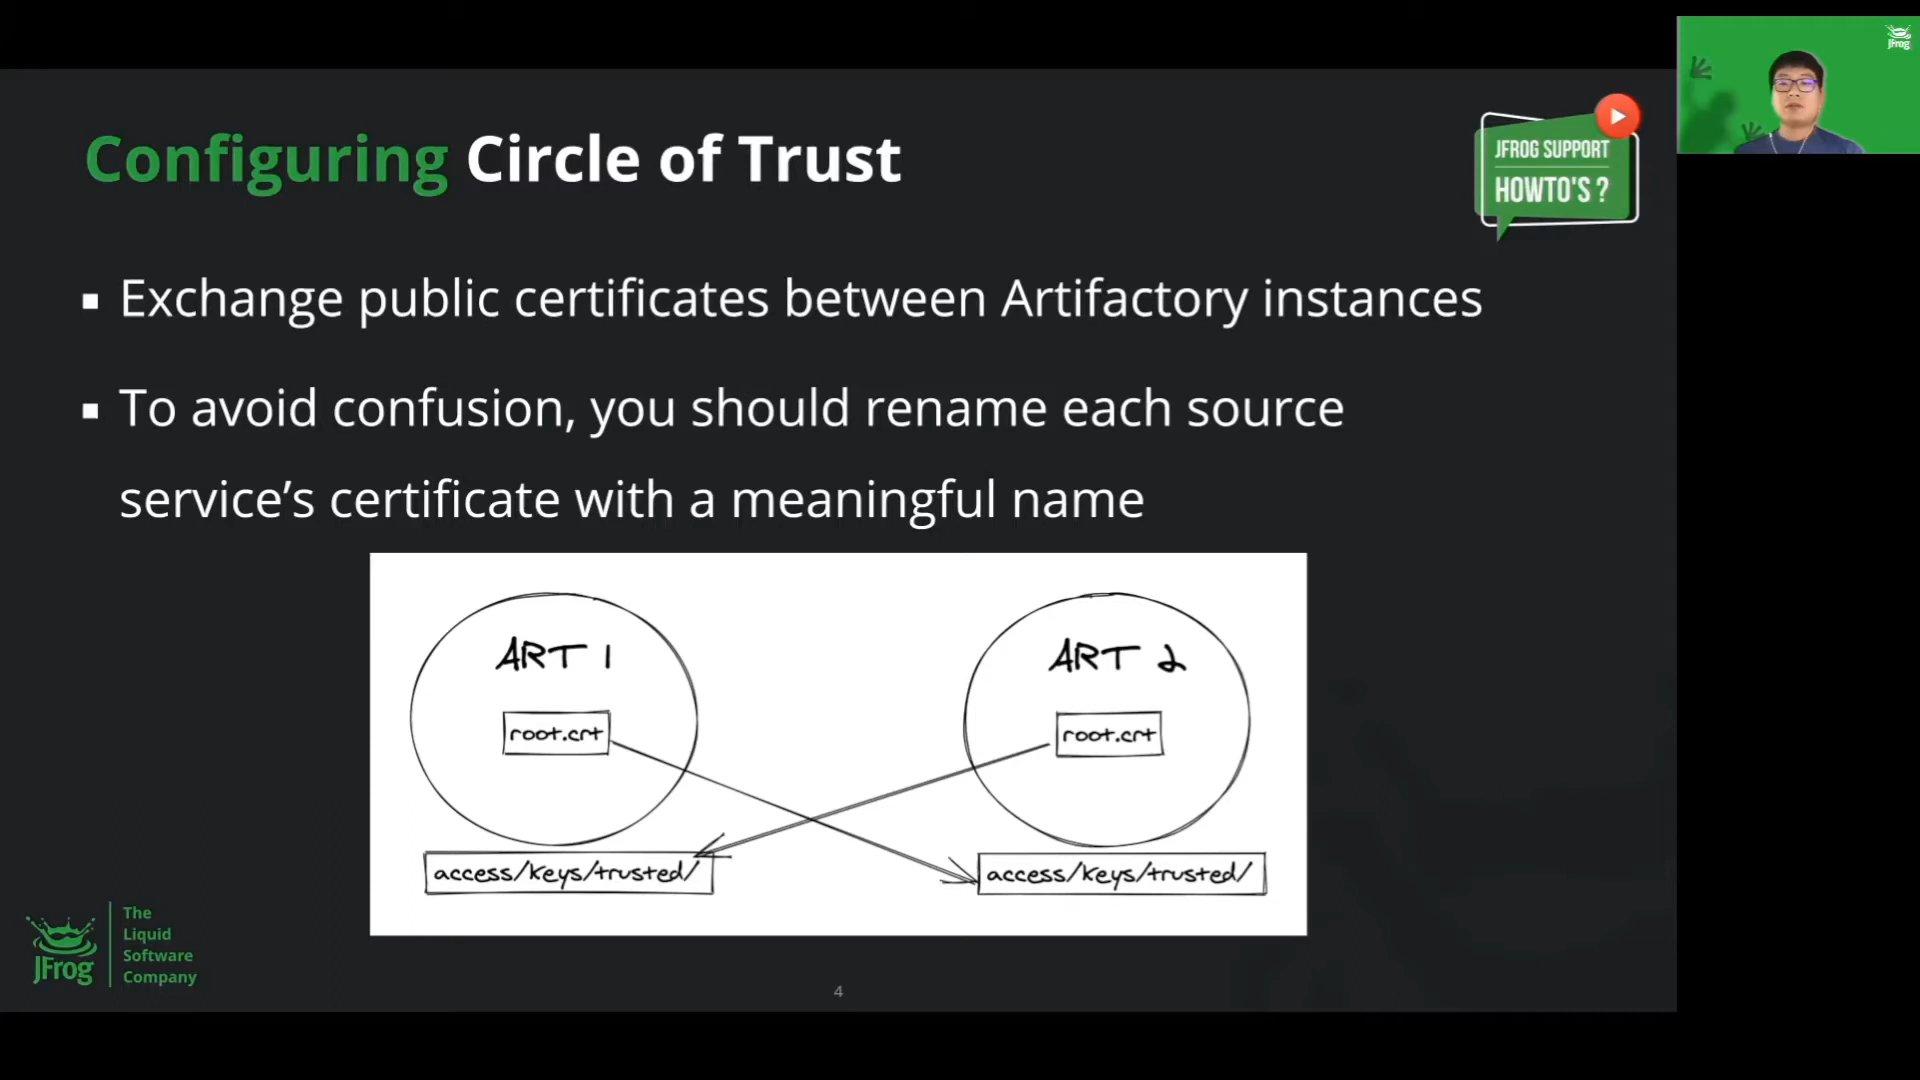 JFrog
Configuring Circle of Trust
JFROG SUPPORT
HOWTO'S ?
▪ Exchange public certificates between Artifactory instances
▪ To avoid confusion, you should rename each source
service’s certificate with a meaningful name
ART 1
ART 2
root.crt
root.crt
access/keys/trusted/
access/keys/trusted/
The
Liquid
Software
Company
JFrog
4